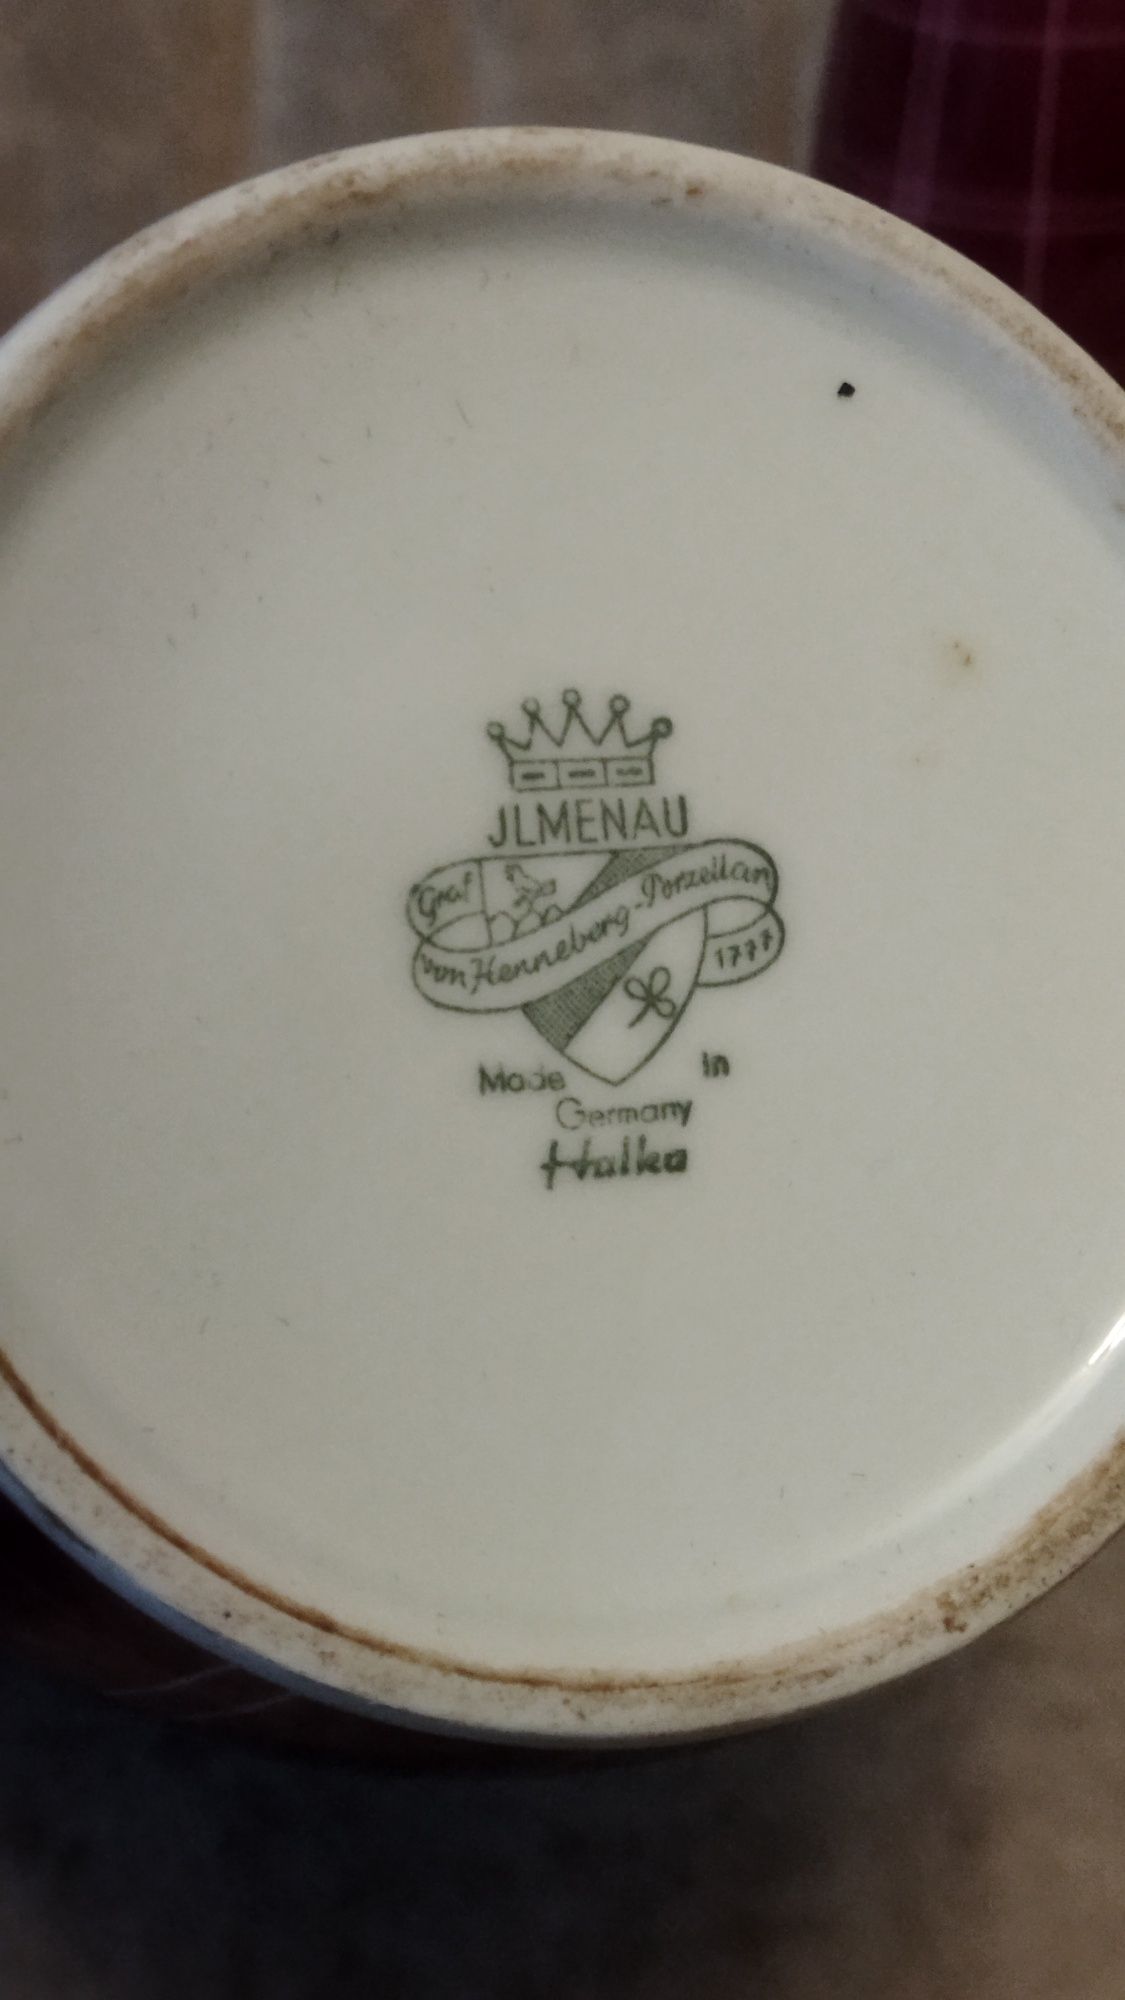 JLMENAU
"Graf
von Henneberg-Porzellan
1777
Made in
Germany
Halka